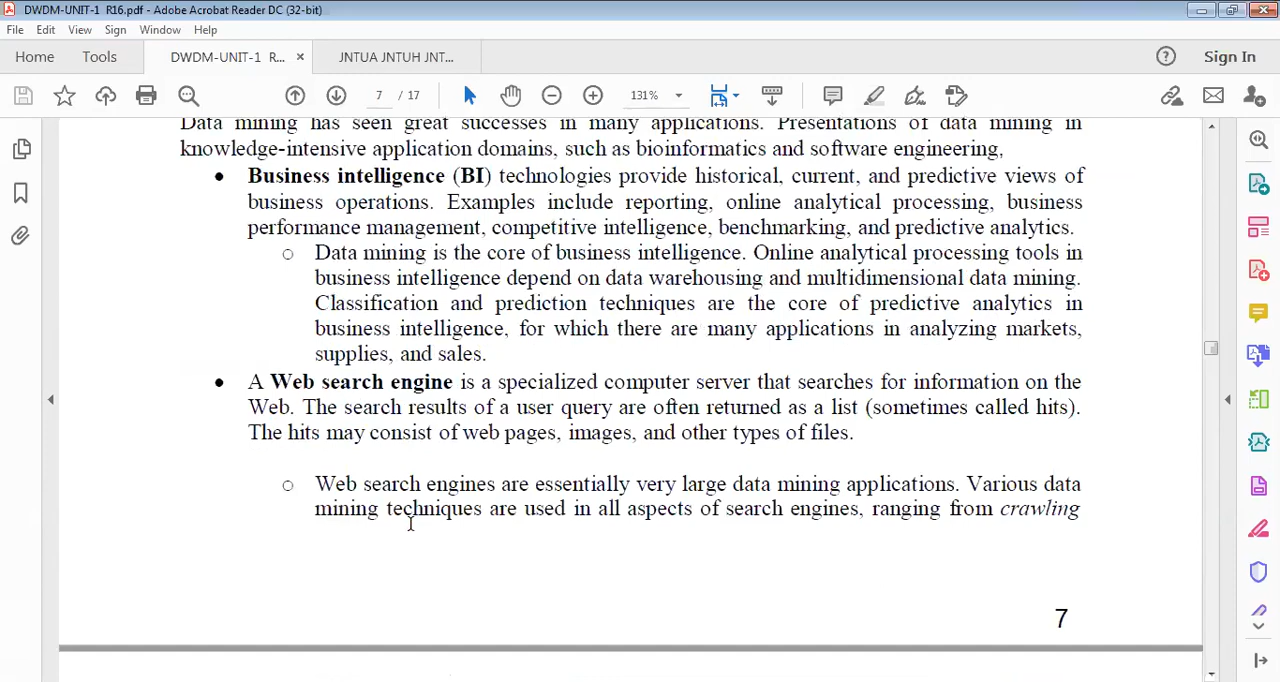 DWDM-UNIT-1 R16.pdf - Adobe Acrobat Reader DC (32-bit)
File Edit View Sign Window Help
Home Tools DWDM-UNIT-1 R... × JNTUA JNTUH JNT... Sign In
7 / 17 131%
Data mining has seen great successes in many applications. Presentations of data mining in
knowledge-intensive application domains, such as bioinformatics and software engineering,
• Business intelligence (BI) technologies provide historical, current, and predictive views of
business operations. Examples include reporting, online analytical processing, business
performance management, competitive intelligence, benchmarking, and predictive analytics.
○ Data mining is the core of business intelligence. Online analytical processing tools in
business intelligence depend on data warehousing and multidimensional data mining.
Classification and prediction techniques are the core of predictive analytics in
business intelligence, for which there are many applications in analyzing markets,
supplies, and sales.
• A Web search engine is a specialized computer server that searches for information on the
Web. The search results of a user query are often returned as a list (sometimes called hits).
The hits may consist of web pages, images, and other types of files.
○ Web search engines are essentially very large data mining applications. Various data
mining techniques are used in all aspects of search engines, ranging from crawling
7